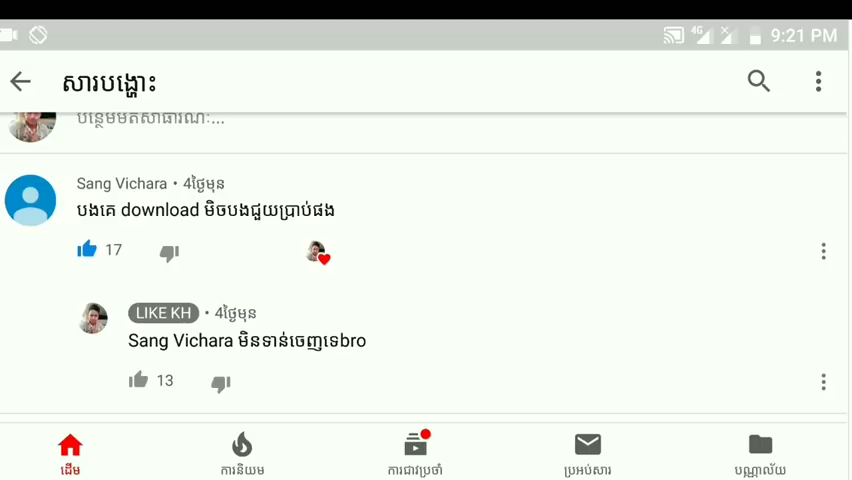 4G 9:21 PM
សារបង្ហោះ
បន្ថែមមតិសាធារណៈ...
Sang Vichara • 4ថ្ងៃមុន
បងគេ download មិចបងជួយប្រាប់ផង
17
LIKE KH • 4ថ្ងៃមុន
Sang Vichara មិនទាន់ចេញទេbro
13
ដើម ការនិយម ការជាវប្រចាំ ប្រអប់សារ បណ្ណាល័យ